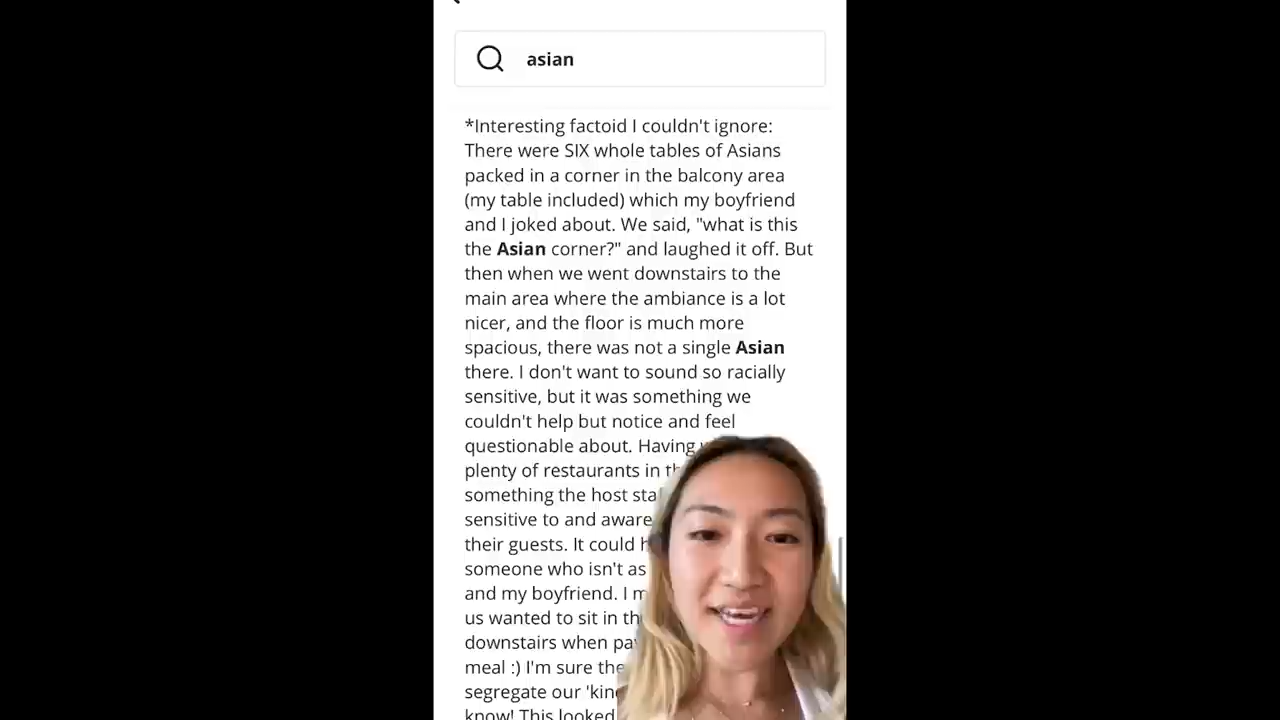 asian
*Interesting factoid I couldn't ignore:
There were SIX whole tables of Asians
packed in a corner in the balcony area
(my table included) which my boyfriend
and I joked about. We said, "what is this
the Asian corner?" and laughed it off. But
then when we went downstairs to the
main area where the ambiance is a lot
nicer, and the floor is much more
spacious, there was not a single Asian
there. I don't want to sound so racially
sensitive, but it was something we
couldn't help but notice and feel
questionable about. Having
plenty of restaurants in
something the host
sensitive to and aware
their guests. It could
someone who isn't as
and my boyfriend. I
us wanted to sit in
downstairs when
meal :) I'm sure
segregate our
know! This looked